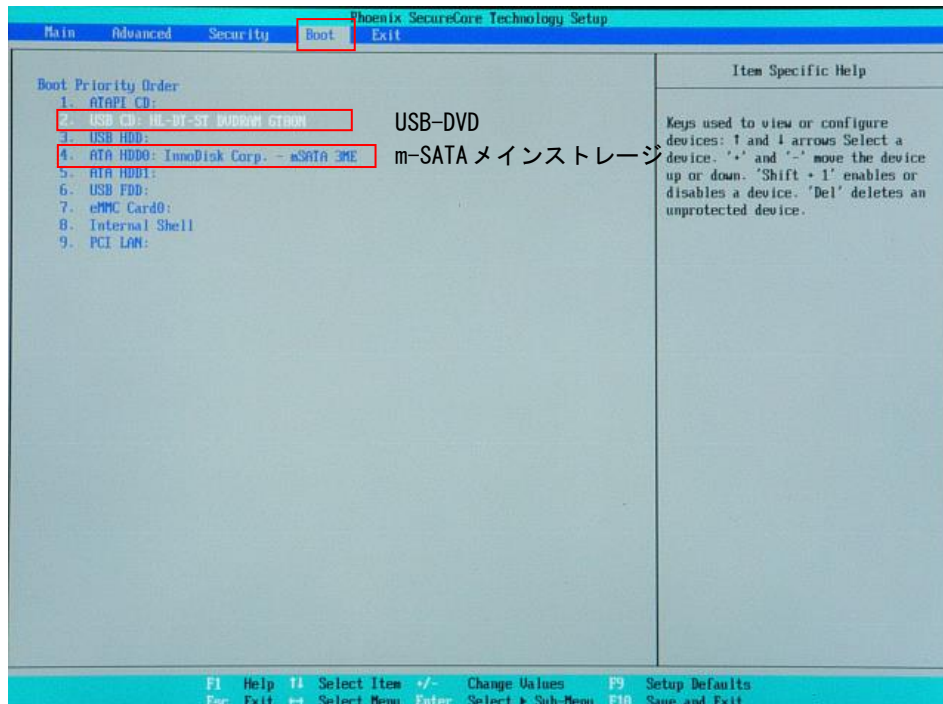 Phoenix SecureCore Technology Setup
Main Advanced Security Boot Exit
Boot Priority Order
1. ATAPI CD:
2. USB CD: HL-DT-ST DVDRAM GT80N
3. USB HDD:
4. ATA HDD0: InnoDisk Corp. - mSATA 3ME
5. ATA HDD1:
6. USB FDD:
7. eMMC Card0:
8. Internal Shell
9. PCI LAN:
USB-DVD
m-SATAメインストレージ
Item Specific Help
Keys used to view or configure
devices: ↑ and ↓ arrows Select a
device. '+' and '-' move the device
up or down. 'Shift + 1' enables or
disables a device. 'Del' deletes an
unprotected device.
F1 Help ↑↓ Select Item +/- Change Values F9 Setup Defaults
Esc Exit ↔ Select Menu Enter Select ▶ Sub-Menu F10 Save and Exit